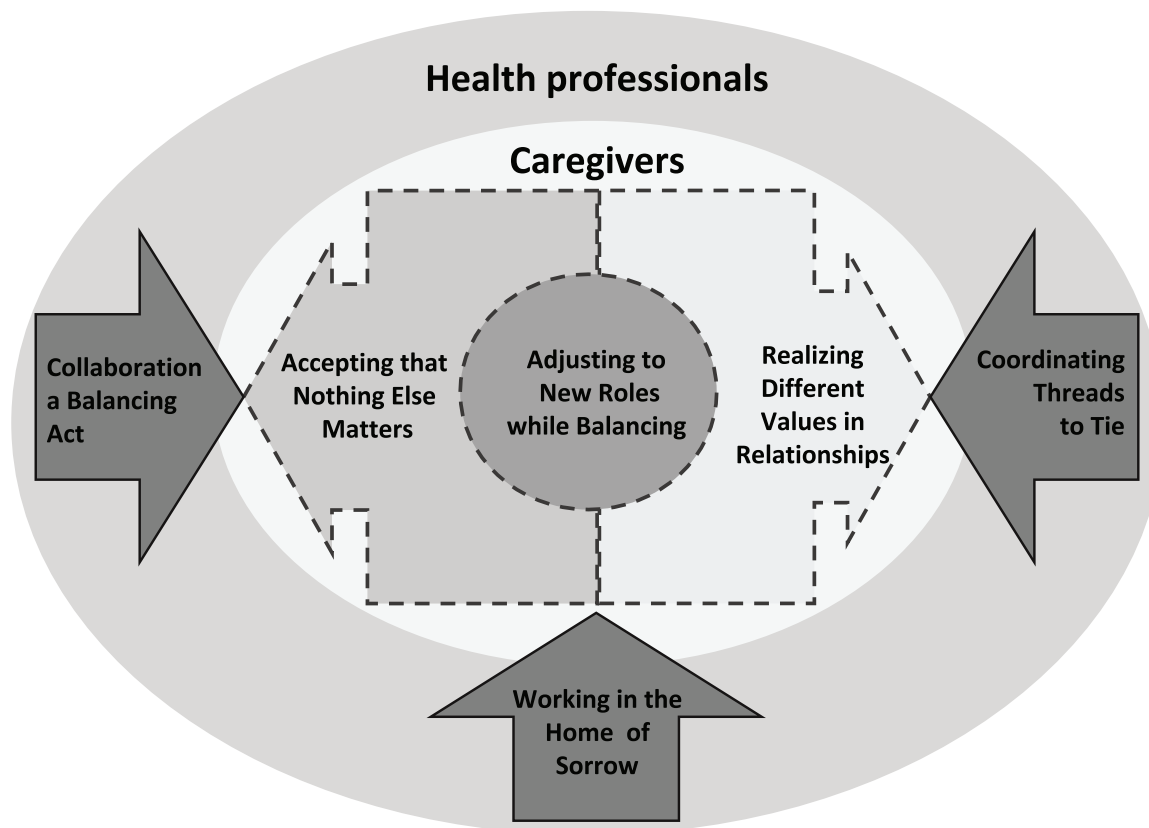 Health professionals
Caregivers
Collaboration
a Balancing
Act
Accepting that
Nothing Else
Matters
Adjusting to
New Roles
while Balancing
Realizing
Different
Values in
Relationships
Coordinating
Threads
to Tie
Working in the
Home of
Sorrow